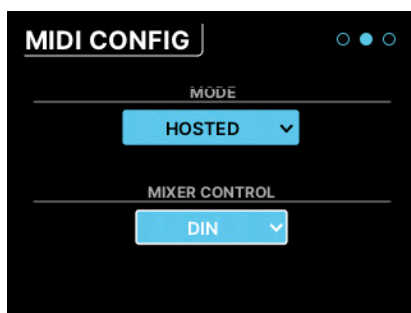 MIDI CONFIG
MODE
HOSTED
MIXER CONTROL
DIN